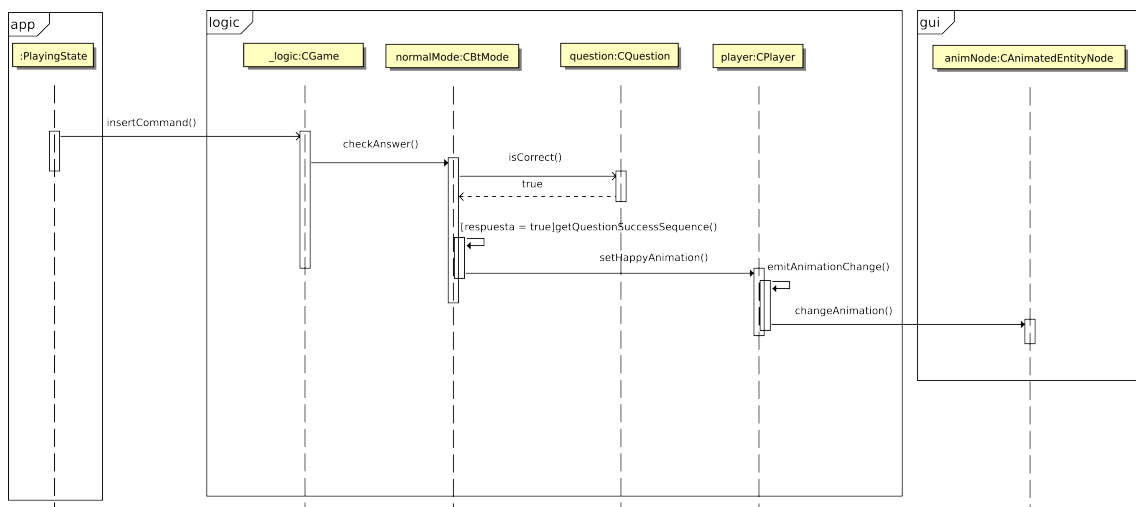 app
logic
gui
:PlayingState
_logic:CGame
normalMode:CBtMode
question:CQuestion
player:CPlayer
animNode:CAnimatedEntityNode
insertCommand()
checkAnswer()
isCorrect()
true
[respuesta = true]getQuestionSuccessSequence()
setHappyAnimation()
emitAnimationChange()
changeAnimation()